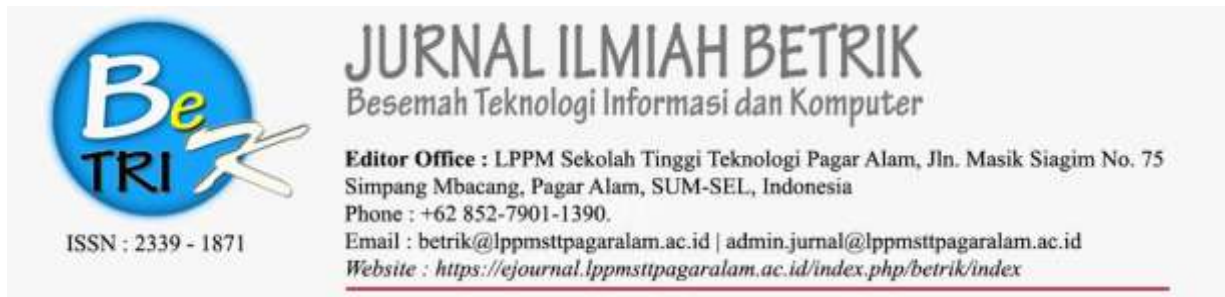 Be
TRIK
ISSN : 2339 - 1871
JURNAL ILMIAH BETRIK
Besemah Teknologi Informasi dan Komputer
Editor Office : LPPM Sekolah Tinggi Teknologi Pagar Alam, Jln. Masik Siagim No. 75
Simpang Mbacang, Pagar Alam, SUM-SEL, Indonesia
Phone : +62 852-7901-1390.
Email : betrik@lppmsttpagaralam.ac.id | admin.jurnal@lppmsttpagaralam.ac.id
Website : https://ejournal.lppmsttpagaralam.ac.id/index.php/betrik/index